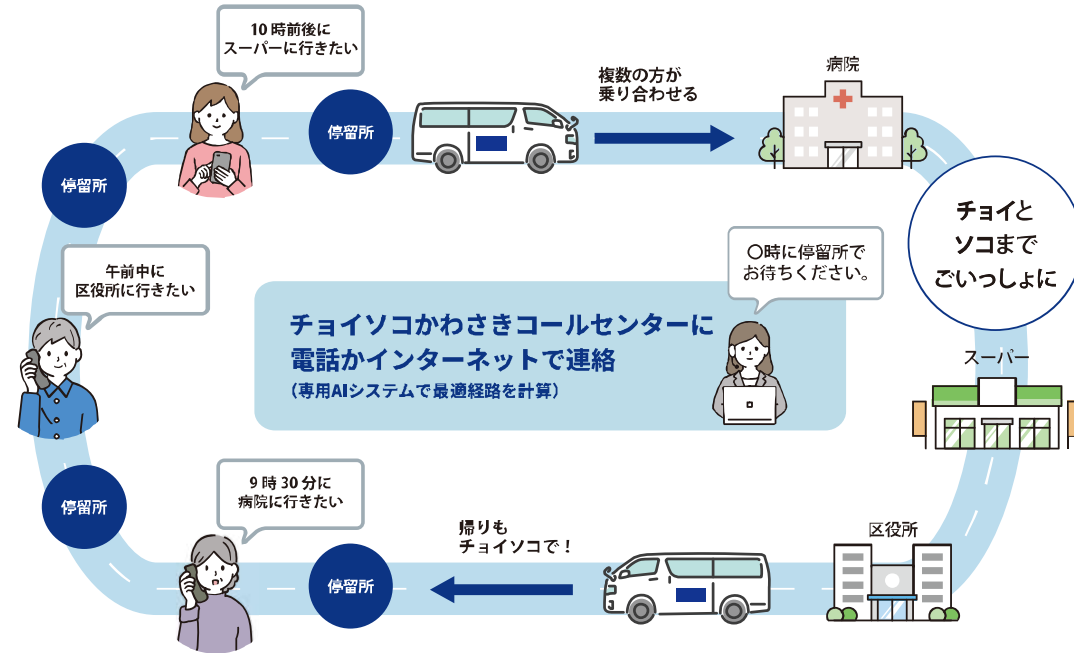 10時前後に
スーパーに行きたい
停留所
複数の方が
乗り合わせる
病院
停留所
チョイと
ソコまで
ごいっしょに
午前中に
区役所に行きたい
〇時に停留所で
お待ちください。
チョイソコかわさきコールセンターに
電話かインターネットで連絡
（専用AIシステムで最適経路を計算）
スーパー
停留所
9時30分に
病院に行きたい
帰りも
チョイソコで！
区役所
停留所